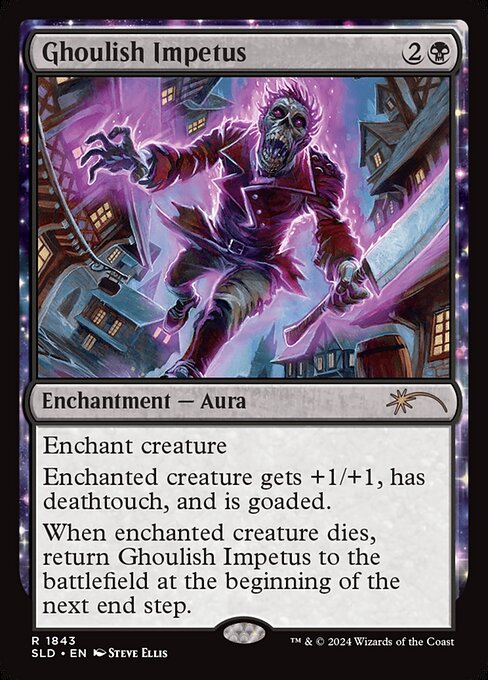 Ghoulish Impetus 2
Enchantment — Aura
Enchant creature
Enchanted creature gets +1/+1, has
deathtouch, and is goaded.
When enchanted creature dies,
return Ghoulish Impetus to the
battlefield at the beginning of the
next end step.
R 1843
SLD • EN Steve Ellis
™ & © 2024 Wizards of the Coast